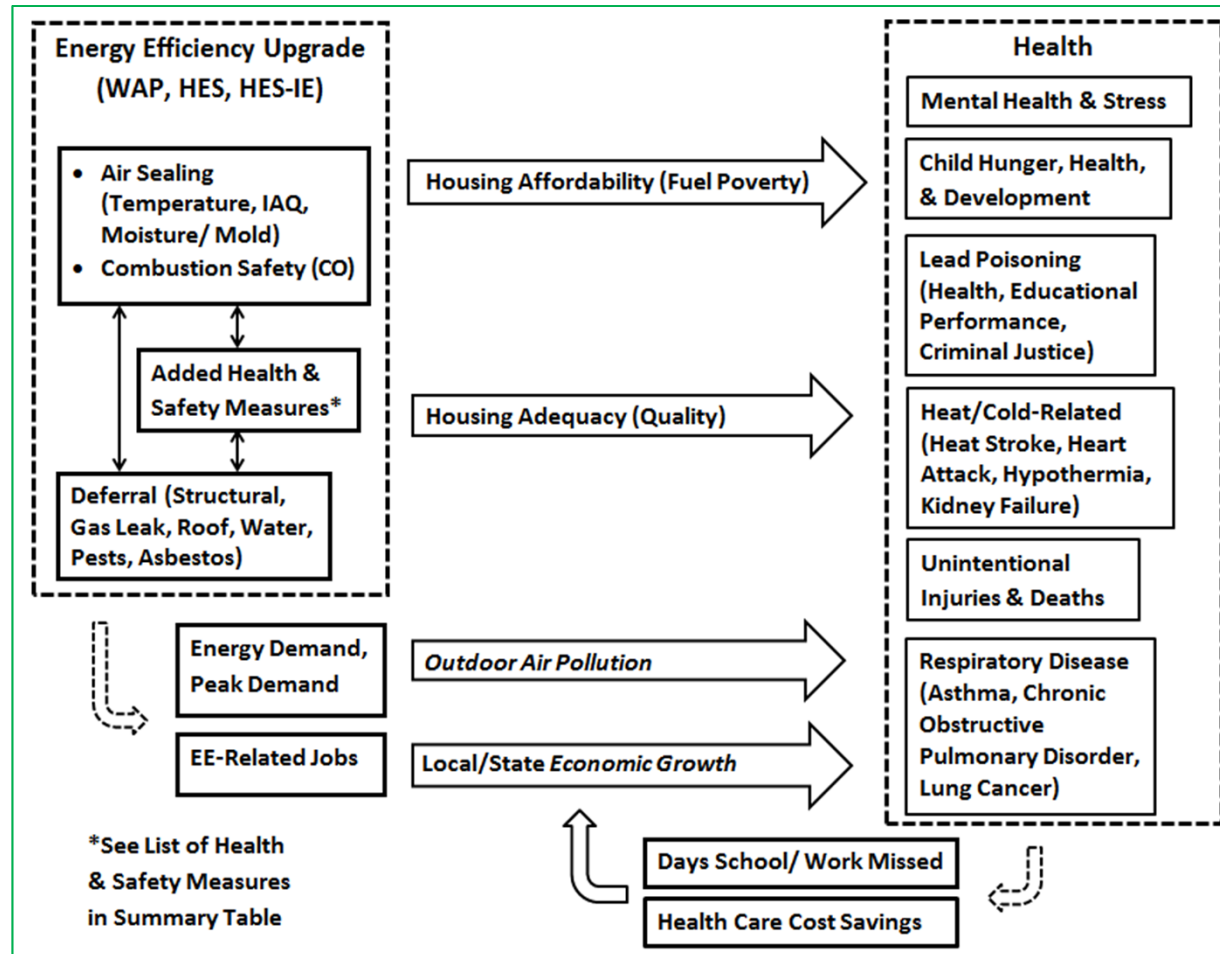 Energy Efficiency Upgrade
(WAP, HES, HES-IE)
• Air Sealing
(Temperature, IAQ,
Moisture/ Mold)
• Combustion Safety (CO)
Added Health &
Safety Measures*
Deferral (Structural,
Gas Leak, Roof, Water,
Pests, Asbestos)
Energy Demand,
Peak Demand
EE-Related Jobs
*See List of Health
& Safety Measures
in Summary Table
Housing Affordability (Fuel Poverty)
Housing Adequacy (Quality)
Outdoor Air Pollution
Local/State Economic Growth
Health
Mental Health & Stress
Child Hunger, Health,
& Development
Lead Poisoning
(Health, Educational
Performance,
Criminal Justice)
Heat/Cold-Related
(Heat Stroke, Heart
Attack, Hypothermia,
Kidney Failure)
Unintentional
Injuries & Deaths
Respiratory Disease
(Asthma, Chronic
Obstructive
Pulmonary Disorder,
Lung Cancer)
Days School/ Work Missed
Health Care Cost Savings